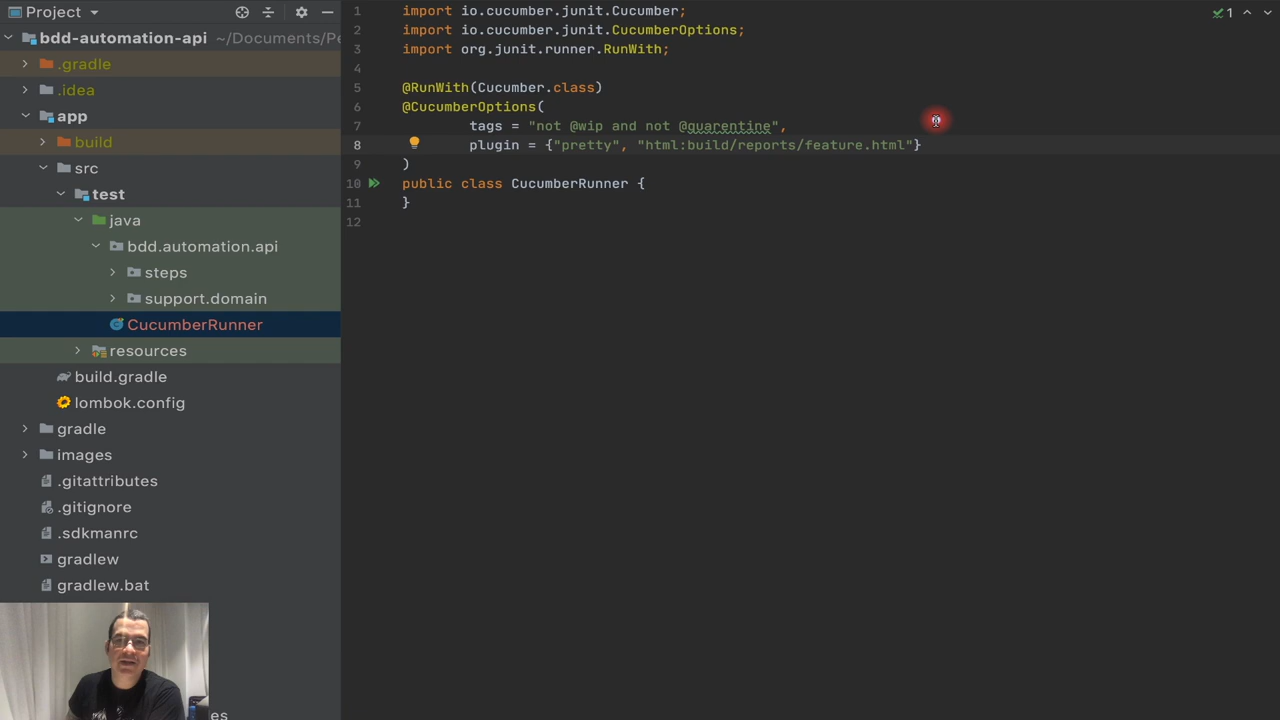 Project
bdd-automation-api ~/Documents/Pe
.gradle
.idea
app
build
src
test
java
bdd.automation.api
steps
support.domain
CucumberRunner
resources
build.gradle
lombok.config
gradle
images
.gitattributes
.gitignore
.sdkmanrc
gradlew
gradlew.bat
es
1 import io.cucumber.junit.Cucumber;
2 import io.cucumber.junit.CucumberOptions;
3 import org.junit.runner.RunWith;
4
5 @RunWith(Cucumber.class)
6 @CucumberOptions(
7 tags = "not @wip and not @quarentine",
8 plugin = {"pretty", "html:build/reports/feature.html"}
9 )
10 public class CucumberRunner {
11 }
12
1